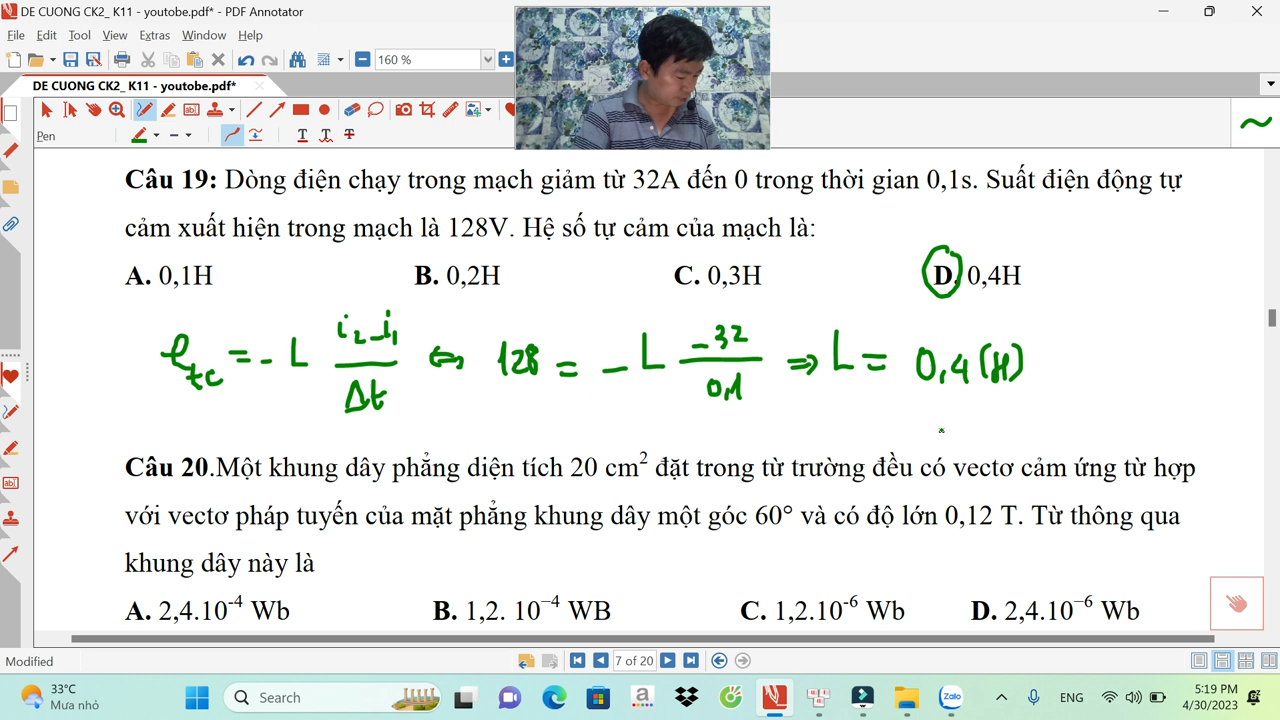 DE CUONG CK2_ K11 - youtobe.pdf* - PDF Annotator
File Edit Tool View Extras Window Help
160 %
DE CUONG CK2_ K11 - youtobe.pdf*
Pen
Câu 19: Dòng điện chạy trong mạch giảm từ 32A đến 0 trong thời gian 0,1s. Suất điện động tự
cảm xuất hiện trong mạch là 128V. Hệ số tự cảm của mạch là:
A. 0,1H B. 0,2H C. 0,3H D. 0,4H
e_tc = - L (i₂ - i₁)/Δt ⇔ 128 = - L (-32)/(0,1) ⇒ L = 0,4 (H)
Câu 20.Một khung dây phẳng diện tích 20 cm² đặt trong từ trường đều có vectơ cảm ứng từ hợp
với vectơ pháp tuyến của mặt phẳng khung dây một góc 60° và có độ lớn 0,12 T. Từ thông qua
khung dây này là
A. 2,4.10⁻⁴ Wb B. 1,2. 10⁻⁴ WB C. 1,2.10⁻⁶ Wb D. 2,4.10⁻⁶ Wb
Modified 7 of 20
33°C
Mưa nhỏ
Search
Zalo
ENG
5:19 PM
4/30/2023